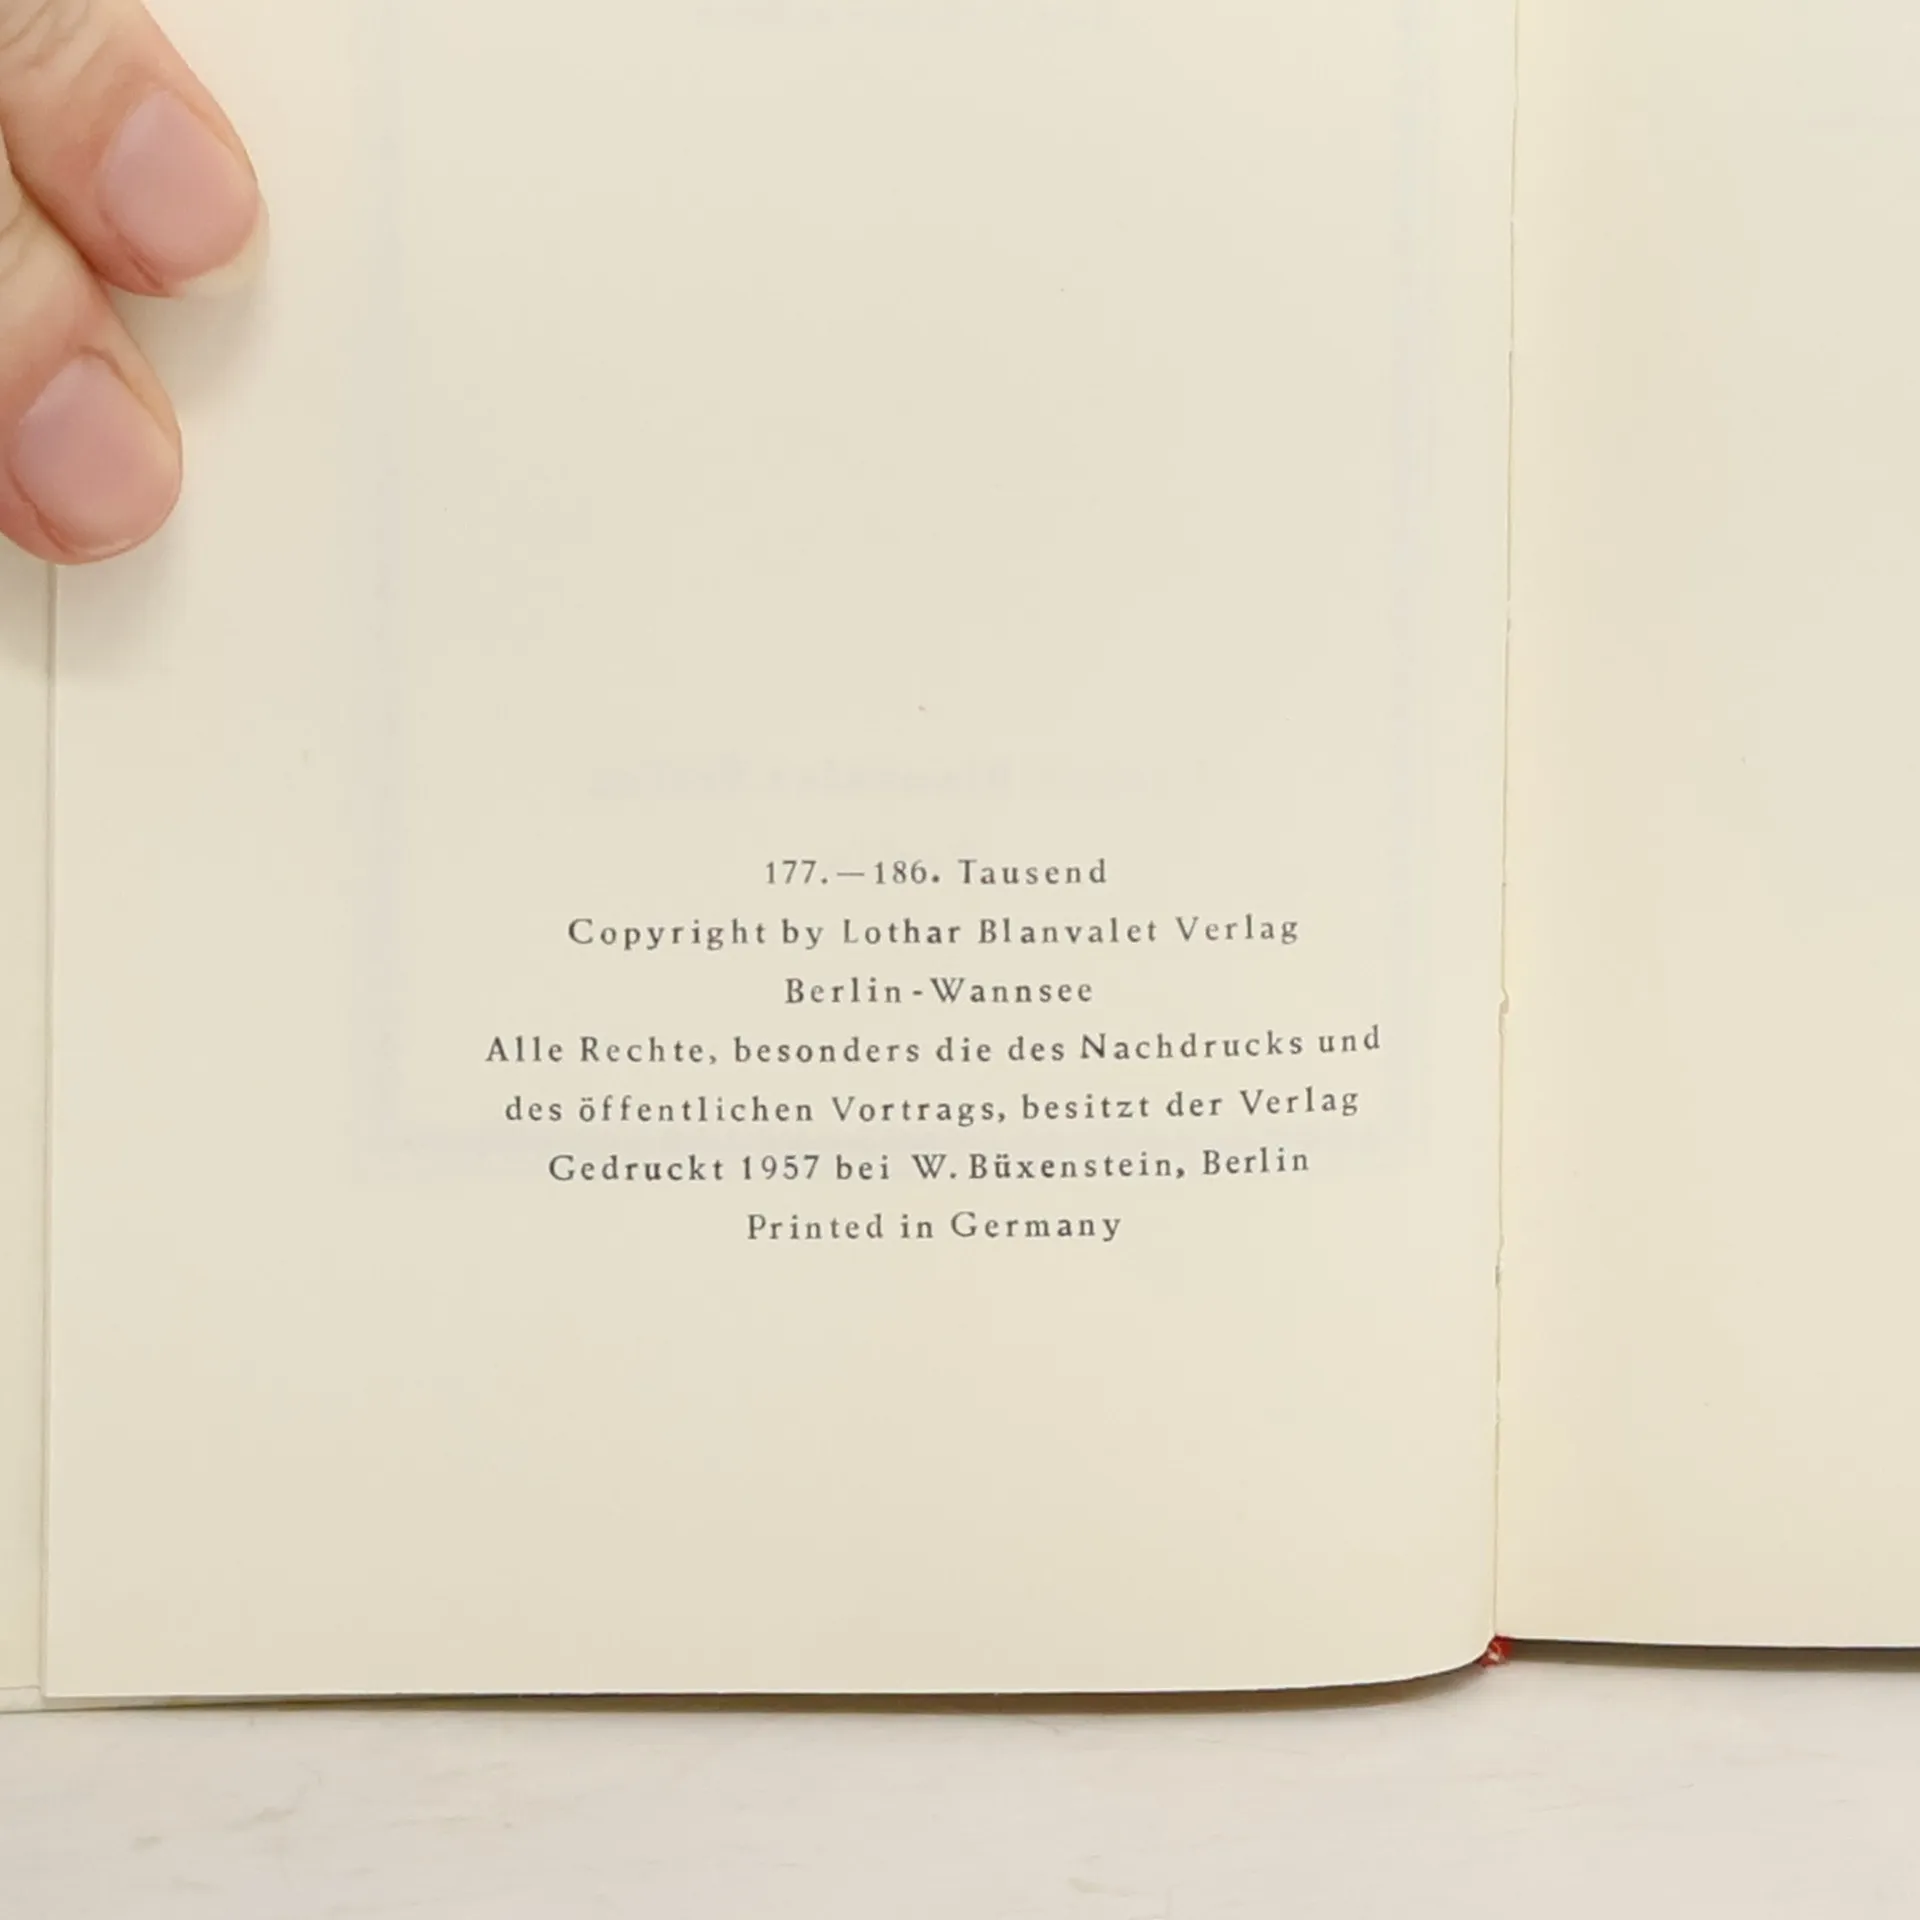 177.—186. Tausend
Copyright by Lothar Blanvalet Verlag
Berlin-Wannsee
Alle Rechte, besonders die des Nachdrucks und
des öffentlichen Vortrags, besitzt der Verlag
Gedruckt 1957 bei W. Büxenstein, Berlin
Printed in Germany